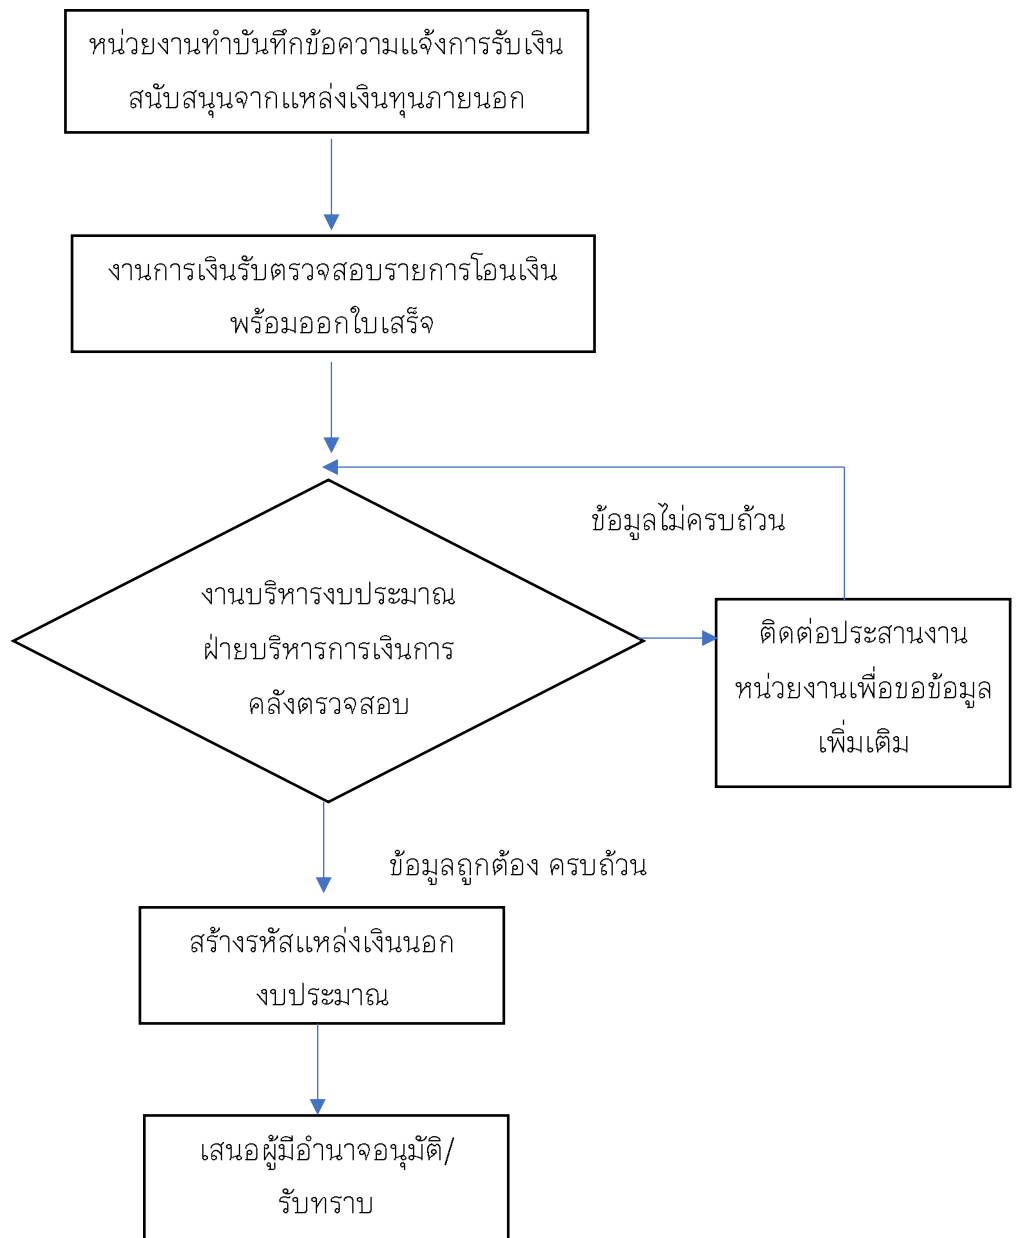 หน่วยงานทำบันทึกข้อความแจ้งการรับเงิน
สนับสนุนจากแหล่งเงินทุนภายนอก
งานการเงินรับตรวจสอบรายการโอนเงิน
พร้อมออกใบเสร็จ
ข้อมูลไม่ครบถ้วน
งานบริหารงบประมาณ
ฝ่ายบริหารการเงินการ
คลังตรวจสอบ
ติดต่อประสานงาน
หน่วยงานเพื่อขอข้อมูล
เพิ่มเติม
ข้อมูลถูกต้อง ครบถ้วน
สร้างรหัสแหล่งเงินนอก
งบประมาณ
เสนอผู้มีอำนาจอนุมัติ/
รับทราบ